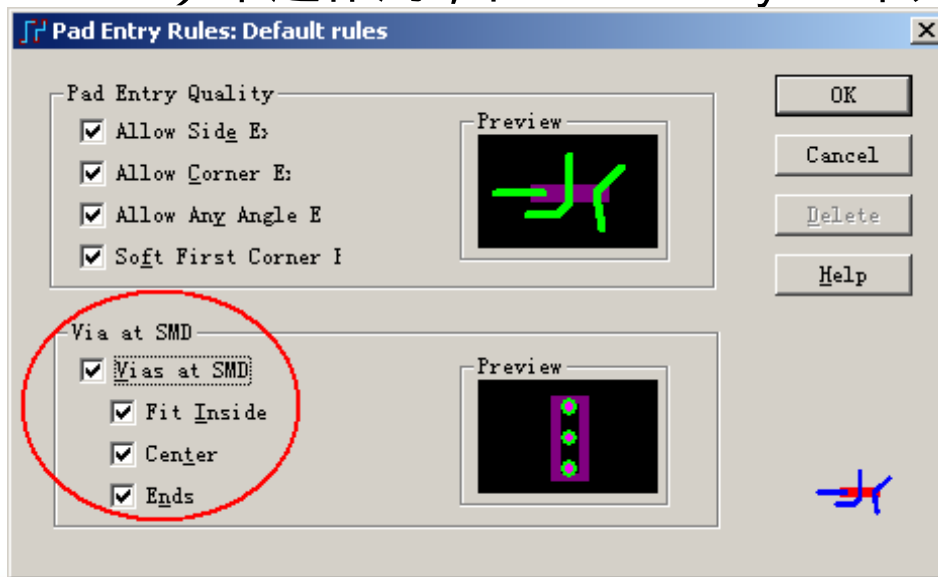 Pad Entry Rules: Default rules
Pad Entry Quality
Allow Side E
Allow Corner E
Allow Any Angle E
Soft First Corner I
Preview
OK
Cancel
Delete
Help
Via at SMD
Vias at SMD
Fit Inside
Center
Ends
Preview